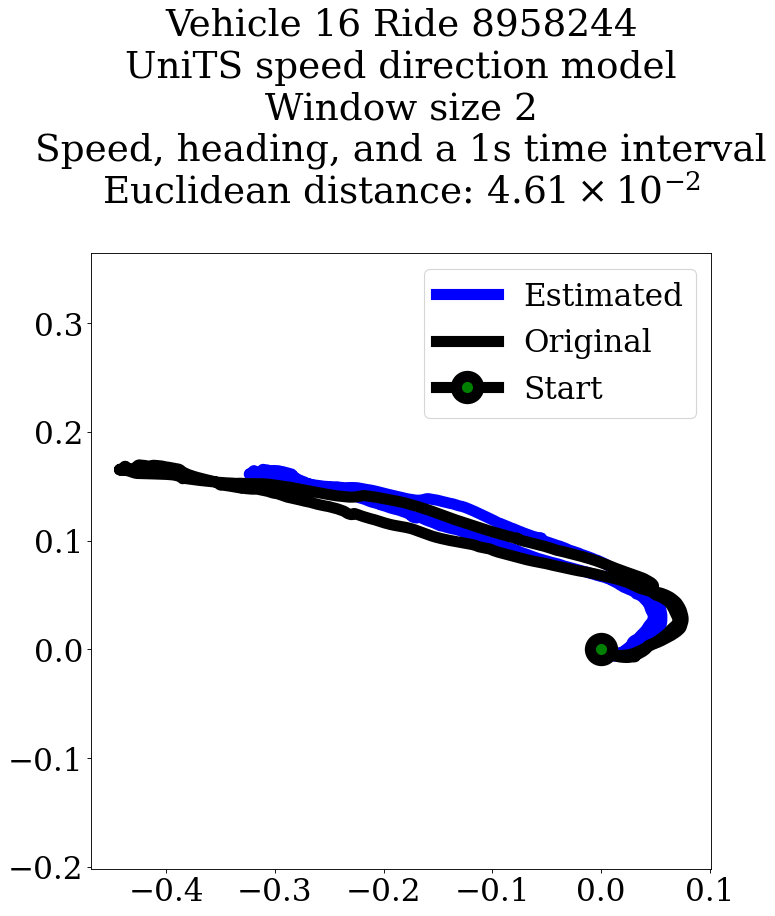 Vehicle 16 Ride 8958244
UniTS speed direction model
Window size 2
Speed, heading, and a 1s time interval
Euclidean distance: 4.61 × 10⁻²
Estimated
Original
Start
0.3
0.2
0.1
0.0
−0.1
−0.2
−0.4 −0.3 −0.2 −0.1 0.0 0.1